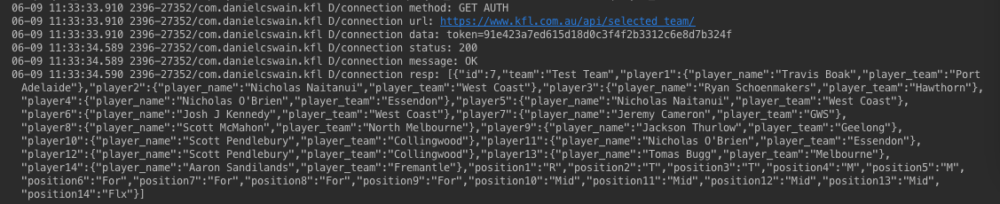 06-09 11:33:33.910 2396-27352/com.danielcswain.kfl D/connection method: GET AUTH
06-09 11:33:33.910 2396-27352/com.danielcswain.kfl D/connection url: https://www.kfl.com.au/api/selected_team/
06-09 11:33:33.910 2396-27352/com.danielcswain.kfl D/connection data: token=91e423a7ed615d18d0c3f4f2b3312c6e8d7b324f
06-09 11:33:34.589 2396-27352/com.danielcswain.kfl D/connection status: 200
06-09 11:33:34.589 2396-27352/com.danielcswain.kfl D/connection message: OK
06-09 11:33:34.590 2396-27352/com.danielcswain.kfl D/connection resp: [{"id":7,"team":"Test Team","player1":{"player_name":"Travis Boak","player_team":"Port
Adelaide"},"player2":{"player_name":"Nicholas Naitanui","player_team":"West Coast"},"player3":{"player_name":"Ryan Schoenmakers","player_team":"Hawthorn"},
"player4":{"player_name":"Nicholas O'Brien","player_team":"Essendon"},"player5":{"player_name":"Nicholas Naitanui","player_team":"West Coast"},
"player6":{"player_name":"Josh J Kennedy","player_team":"West Coast"},"player7":{"player_name":"Jeremy Cameron","player_team":"GWS"},
"player8":{"player_name":"Scott McMahon","player_team":"North Melbourne"},"player9":{"player_name":"Jackson Thurlow","player_team":"Geelong"},
"player10":{"player_name":"Scott Pendlebury","player_team":"Collingwood"},"player11":{"player_name":"Nicholas O'Brien","player_team":"Essendon"},
"player12":{"player_name":"Scott Pendlebury","player_team":"Collingwood"},"player13":{"player_name":"Tomas Bugg","player_team":"Melbourne"},
"player14":{"player_name":"Aaron Sandilands","player_team":"Fremantle"},"position1":"R","position2":"T","position3":"T","position4":"M","position5":"M",
"position6":"For","position7":"For","position8":"For","position9":"For","position10":"Mid","position11":"Mid","position12":"Mid","position13":"Mid",
"position14":"Flx"}]